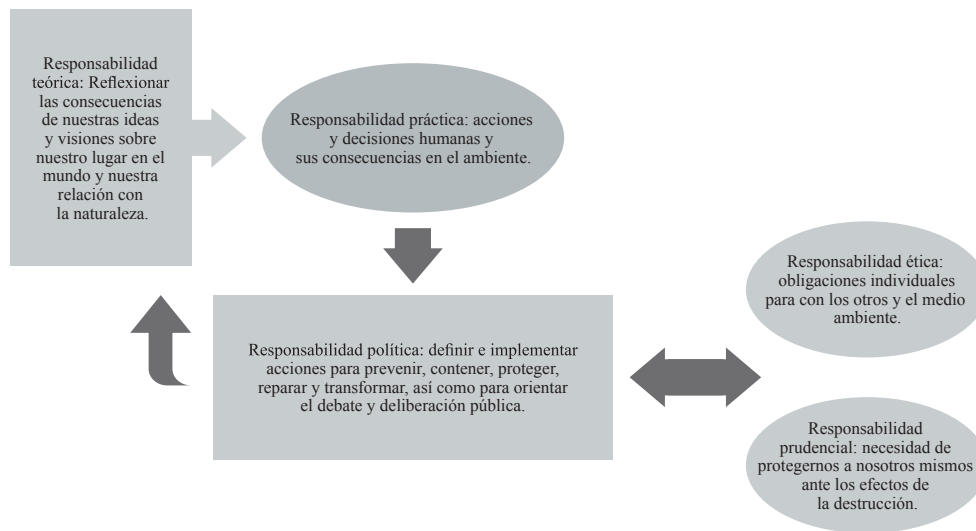 Responsabilidad
teórica: Reflexionar
las consecuencias
de nuestras ideas
y visiones sobre
nuestro lugar en el
mundo y nuestra
relación con
la naturaleza.
Responsabilidad práctica: acciones
y decisiones humanas y
sus consecuencias en el ambiente.
Responsabilidad política: definir e implementar
acciones para prevenir, contener, proteger,
reparar y transformar, así como para orientar
el debate y deliberación pública.
Responsabilidad ética:
obligaciones individuales
para con los otros y el medio
ambiente.
Responsabilidad
prudencial: necesidad de
protegernos a nosotros mismos
ante los efectos de
la destrucción.